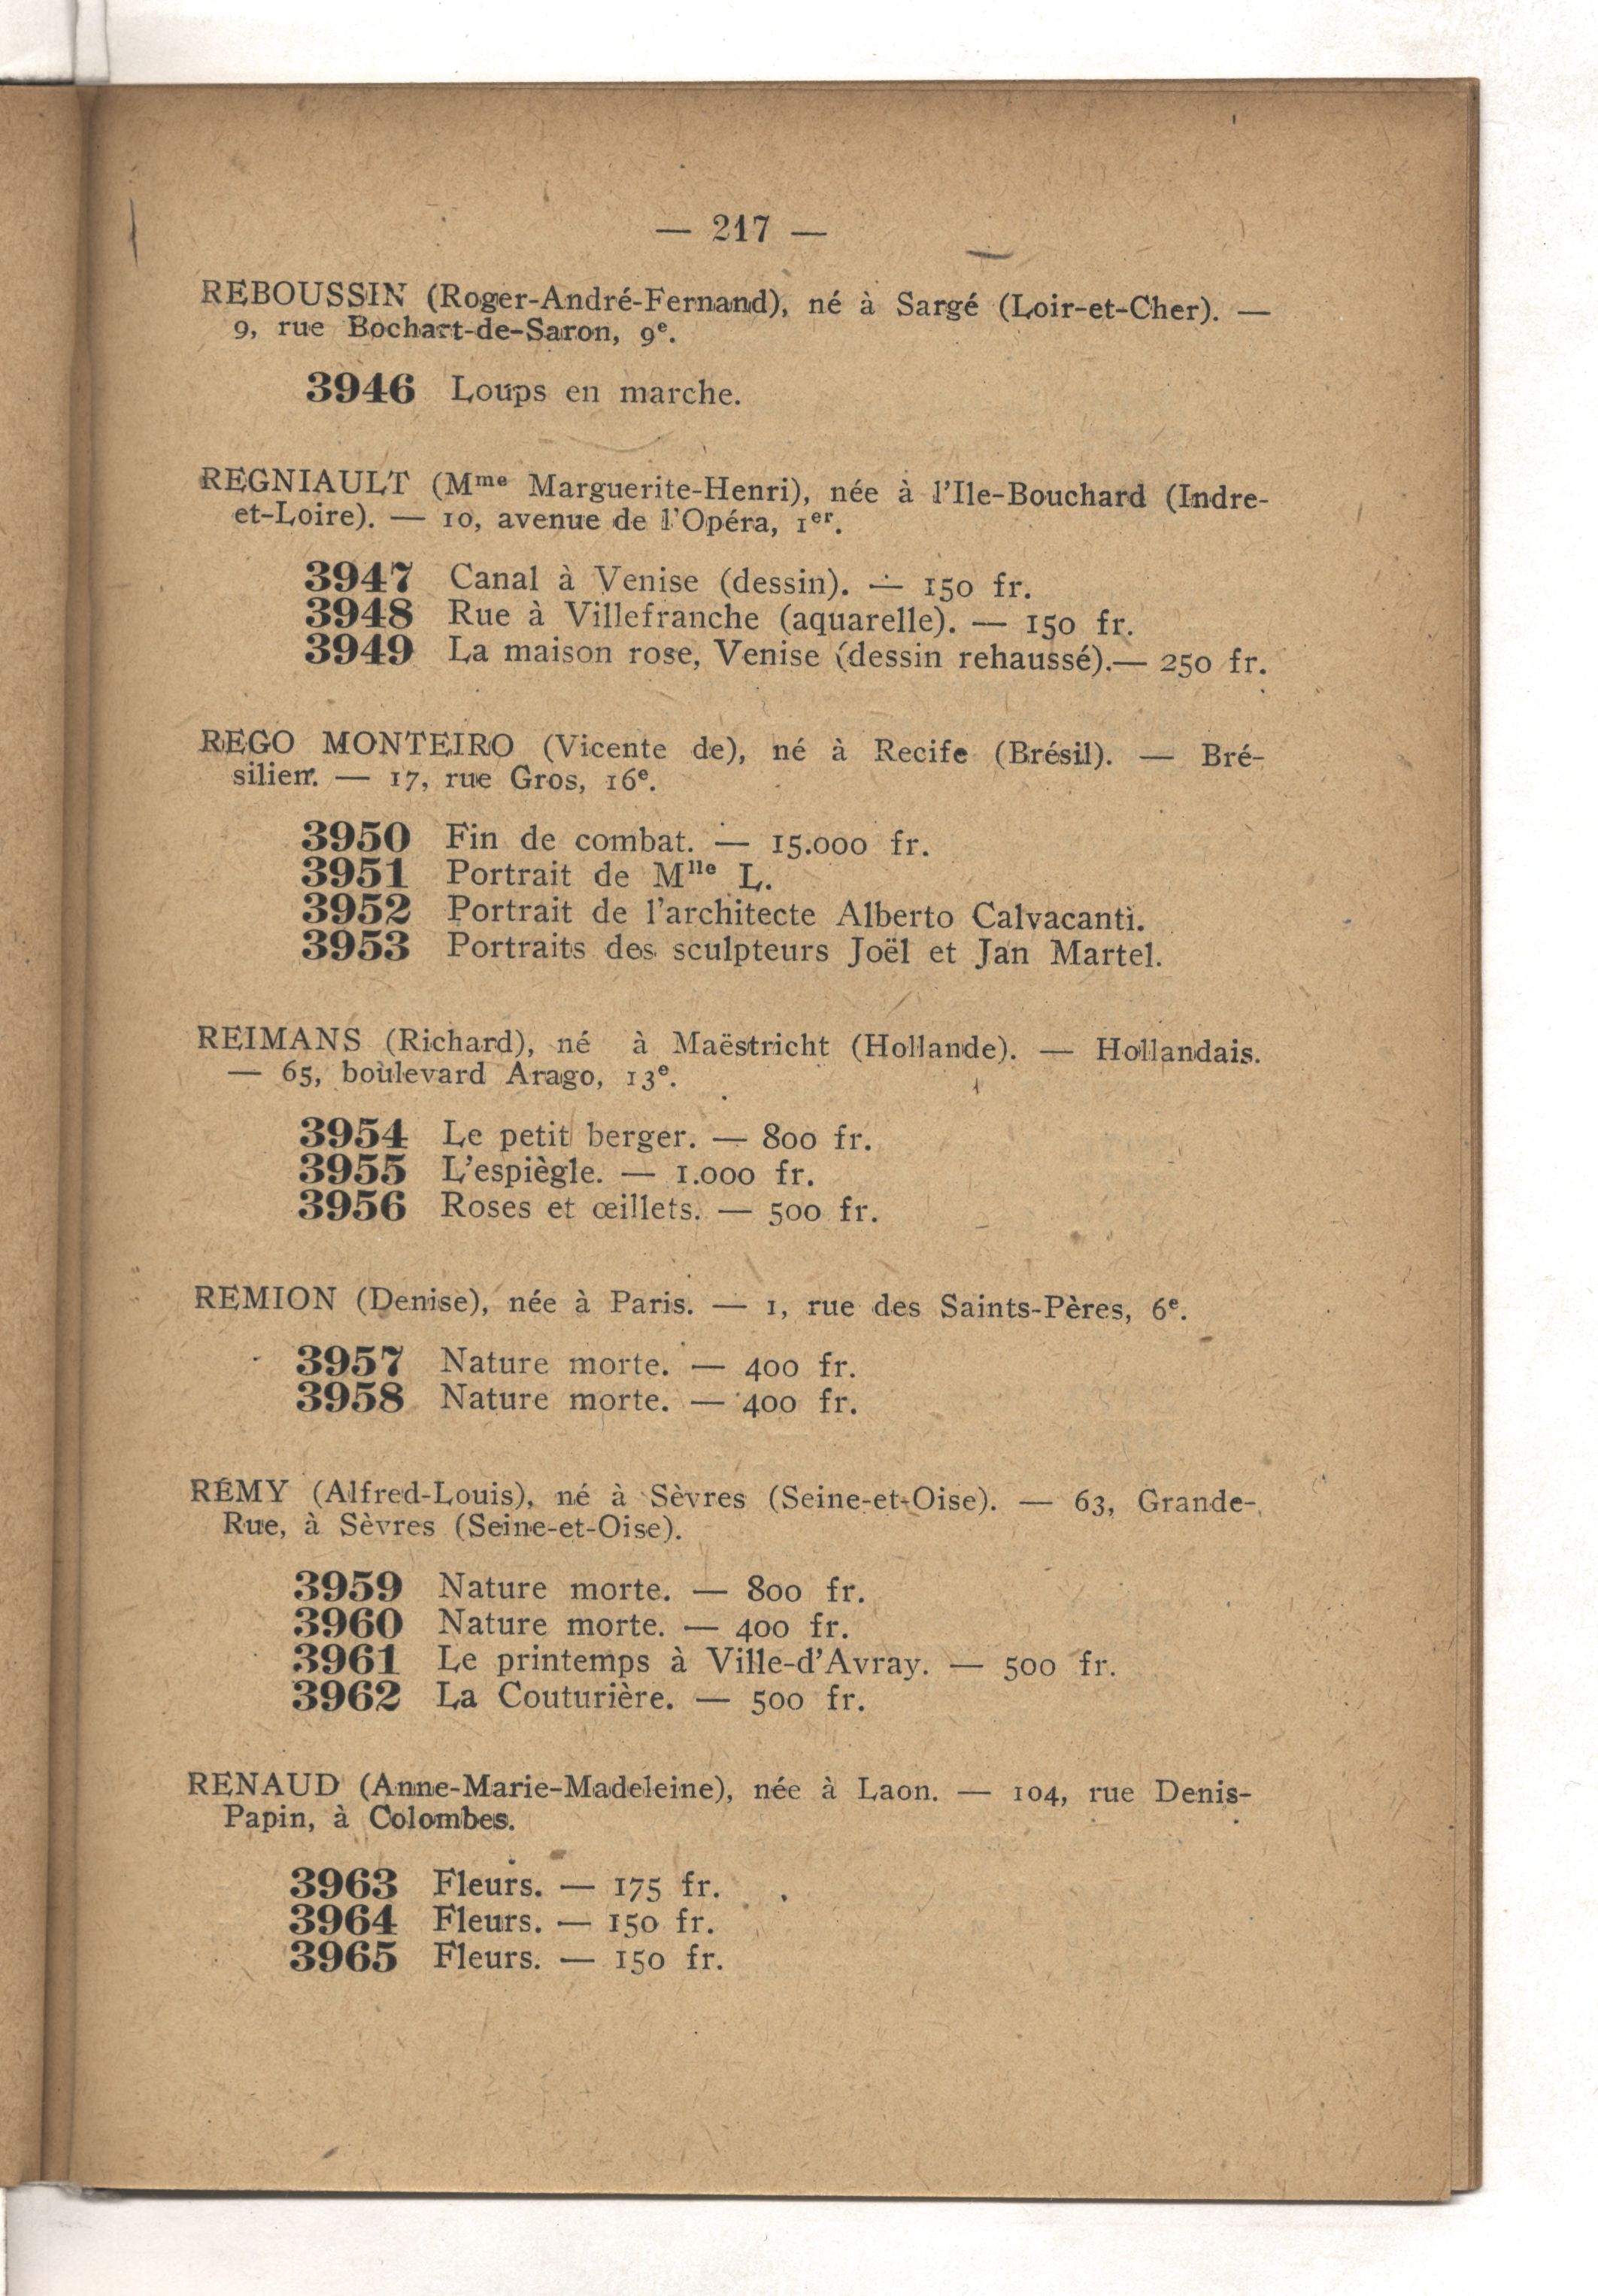 — 217 —
REBOUSSIN (Roger-André-Fernand), né à Sargé (Loir-et-Cher). —
9, rue Bochart-de-Saron, 9e.
3946 Loups en marche.
REGNIAULT (Mme Marguerite-Henri), née à l'Ile-Bouchard (Indre-
et-Loire). — 10, avenue de l'Opéra, 1er.
3947 Canal à Venise (dessin). — 150 fr.
3948 Rue à Villefranche (aquarelle). — 150 fr.
3949 La maison rose, Venise (dessin rehaussé).— 250 fr.
REGO MONTEIRO (Vicente de), né à Recife (Brésil). — Bré-
silien. — 17, rue Gros, 16e.
3950 Fin de combat. — 15.000 fr.
3951 Portrait de Mlle L.
3952 Portrait de l'architecte Alberto Calvacanti.
3953 Portraits des sculpteurs Joël et Jan Martel.
REIMANS (Richard), né à Maëstricht (Hollande). — Hollandais.
— 65, boulevard Arago, 13e.
3954 Le petit berger. — 800 fr.
3955 L'espiègle. — 1.000 fr.
3956 Roses et œillets. — 500 fr.
REMION (Denise), née à Paris. — 1, rue des Saints-Pères, 6e.
3957 Nature morte. — 400 fr.
3958 Nature morte. — 400 fr.
RÉMY (Alfred-Louis), né à Sèvres (Seine-et-Oise). — 63, Grande-
Rue, à Sèvres (Seine-et-Oise).
3959 Nature morte. — 800 fr.
3960 Nature morte. — 400 fr.
3961 Le printemps à Ville-d'Avray. — 500 fr.
3962 La Couturière. — 500 fr.
RENAUD (Anne-Marie-Madeleine), née à Laon. — 104, rue Denis-
Papin, à Colombes.
3963 Fleurs. — 175 fr.
3964 Fleurs. — 150 fr.
3965 Fleurs. — 150 fr.